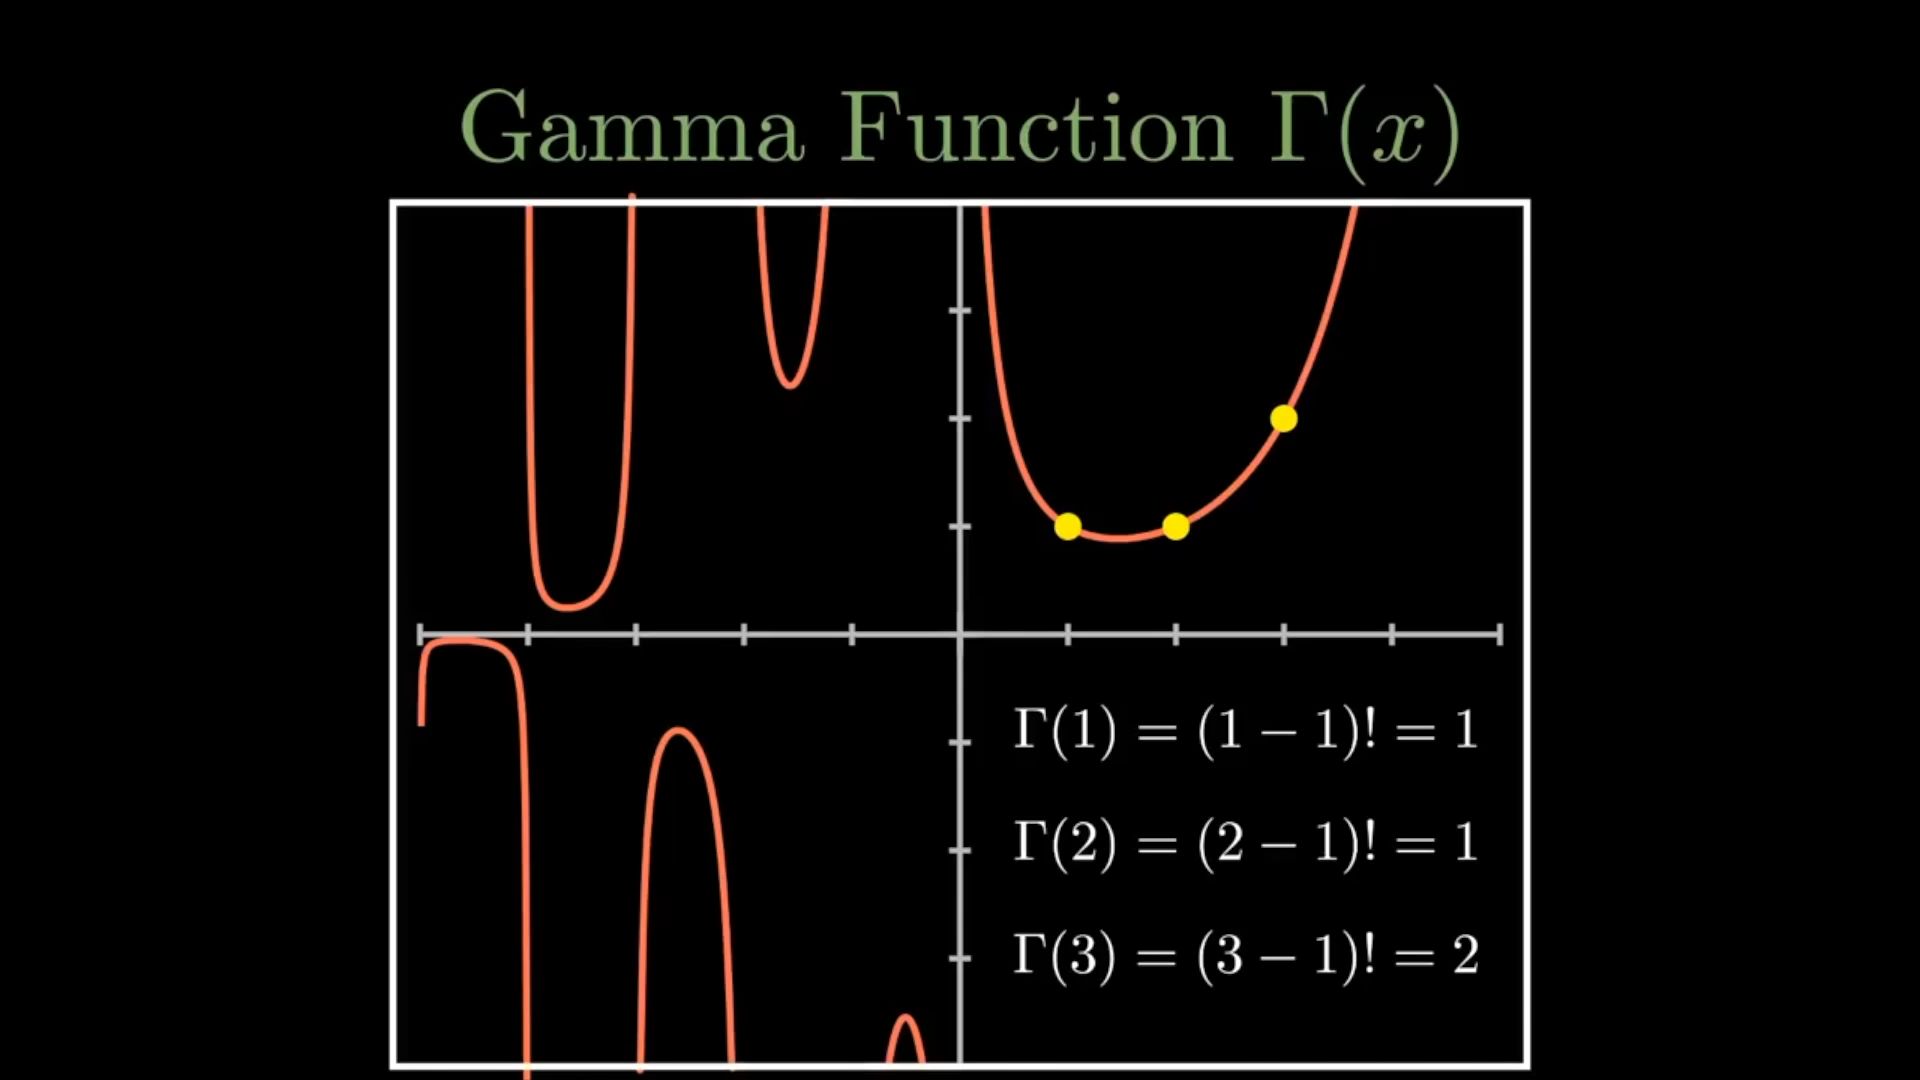 Gamma Function Γ(x)
Γ(1) = (1 − 1)! = 1
Γ(2) = (2 − 1)! = 1
Γ(3) = (3 − 1)! = 2